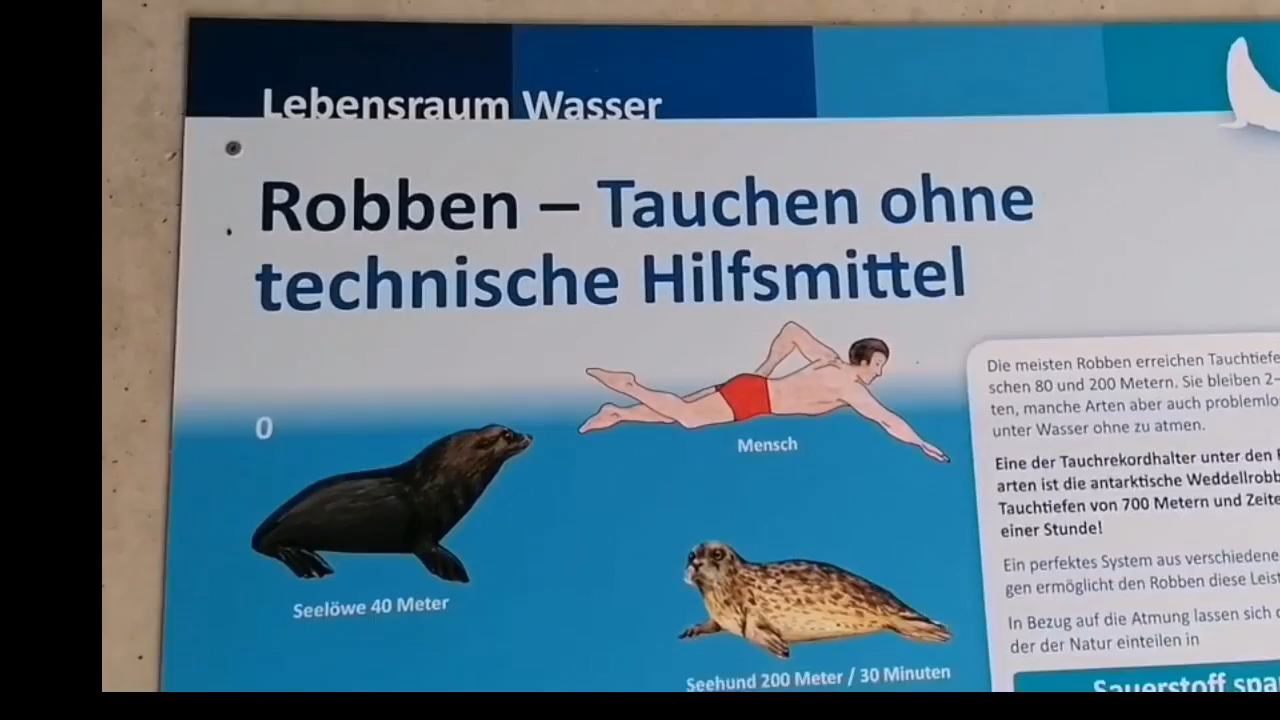 Lebensraum Wasser
Robben – Tauchen ohne
technische Hilfsmittel
0
Mensch
Seelöwe 40 Meter
Seehund 200 Meter / 30 Minuten
Die meisten Robben erreichen
schen 80 und 200 Metern. Sie bleiben 2–
ten, manche Arten aber auch
unter Wasser ohne zu atmen.
Eine der Tauchrekordhalter unter den
arten ist die antarktische
Tauchtiefen von 700 Metern und
einer Stunde!
Ein perfektes System aus
gen ermöglicht den Robben diese
In Bezug auf die Atmung lassen sich
der der Natur einteilen in
Sauerstoff